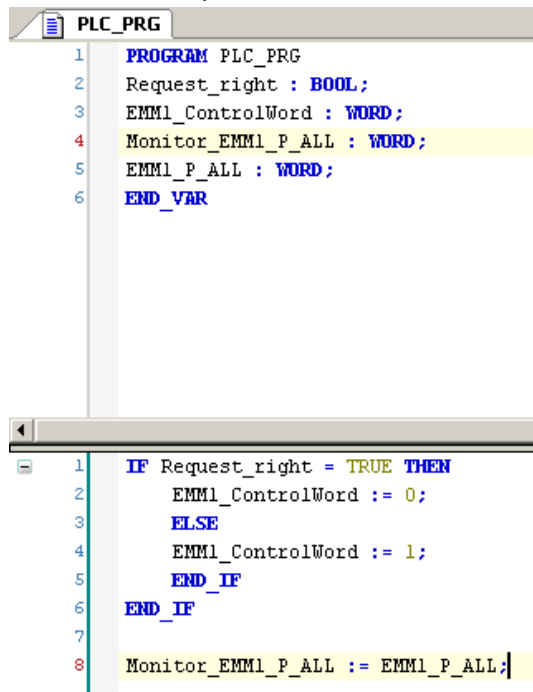 PLC_PRG
1 PROGRAM PLC_PRG
2 Request_right : BOOL;
3 EMM1_ControlWord : WORD;
4 Monitor_EMM1_P_ALL : WORD;
5 EMM1_P_ALL : WORD;
6 END_VAR
1 IF Request_right = TRUE THEN
2 EMM1_ControlWord := 0;
3 ELSE
4 EMM1_ControlWord := 1;
5 END_IF
6 END_IF
7
8 Monitor_EMM1_P_ALL := EMM1_P_ALL;